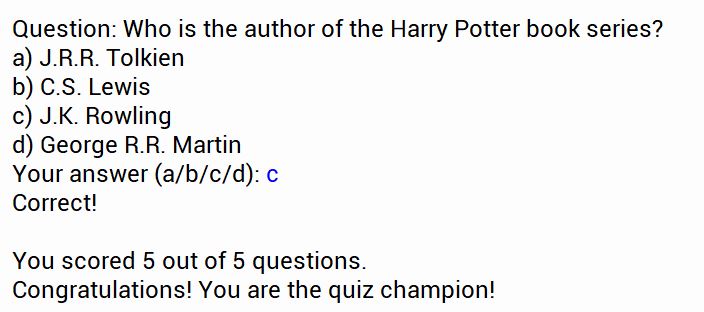 Question: Who is the author of the Harry Potter book series?
a) J.R.R. Tolkien
b) C.S. Lewis
c) J.K. Rowling
d) George R.R. Martin
Your answer (a/b/c/d): c
Correct!

You scored 5 out of 5 questions.
Congratulations! You are the quiz champion!